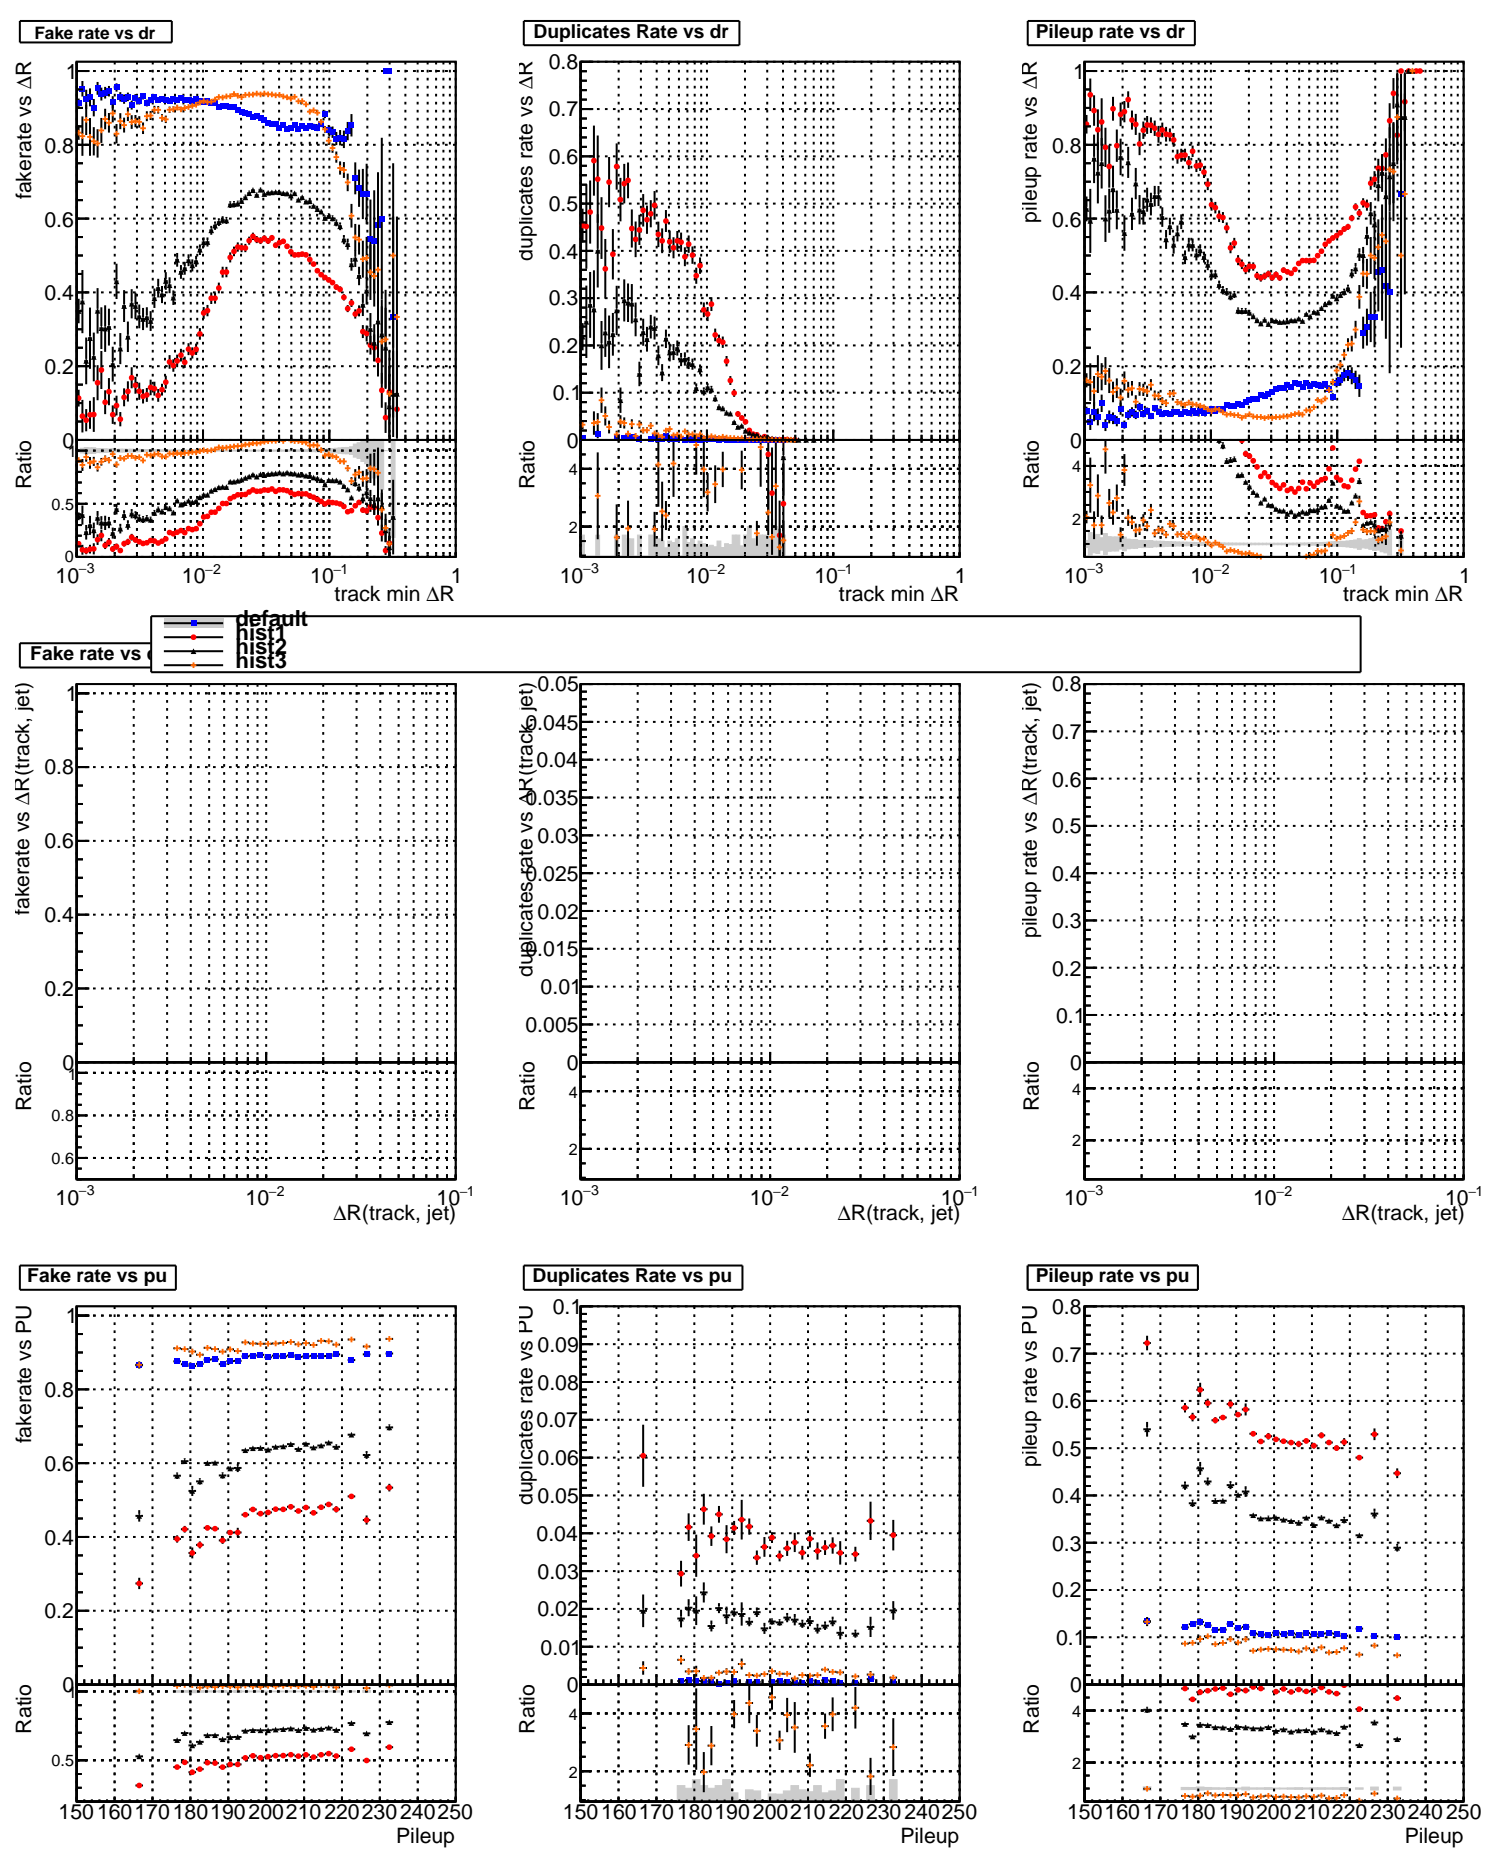 Fake rate vs dr
Duplicates Rate vs dr
Pileup rate vs dr
fakerate vs ΔR
1
0.8
0.6
0.4
0.2
0
Ratio
1
0.5
0
10⁻³ 10⁻² 10⁻¹ 1
track min ΔR
duplicates rate vs ΔR
0.8
0.7
0.6
0.5
0.4
0.3
0.2
0.1
0
Ratio
4
2
10⁻³ 10⁻² 10⁻¹ 1
track min ΔR
pileup rate vs ΔR
1
0.8
0.6
0.4
0.2
0
Ratio
4
2
10⁻³ 10⁻² 10⁻¹ 1
track min ΔR
default
hist1
hist2
hist3
Fake rate vs
fakerate vs ΔR(track, jet)
1
0.8
0.6
0.4
0.2
0
Ratio
1
0.8
0.6
10⁻³ 10⁻² 10⁻¹
ΔR(track, jet)
duplicates rate vs ΔR(track, jet)
0.05
0.045
0.04
0.035
0.03
0.025
0.02
0.015
0.01
0.005
0
Ratio
4
2
10⁻³ 10⁻² 10⁻¹
ΔR(track, jet)
pileup rate vs ΔR(track, jet)
0.8
0.7
0.6
0.5
0.4
0.3
0.2
0.1
0
Ratio
4
2
10⁻³ 10⁻² 10⁻¹
ΔR(track, jet)
Fake rate vs pu
Duplicates Rate vs pu
Pileup rate vs pu
fakerate vs PU
1
0.8
0.6
0.4
0.2
0
Ratio
1
0.5
150 160 170 180 190 200 210 220 230 240 250
Pileup
duplicates rate vs PU
0.1
0.09
0.08
0.07
0.06
0.05
0.04
0.03
0.02
0.01
0
Ratio
4
2
150 160 170 180 190 200 210 220 230 240 250
Pileup
pileup rate vs PU
0.8
0.7
0.6
0.5
0.4
0.3
0.2
0.1
0
Ratio
4
2
150 160 170 180 190 200 210 220 230 240 250
Pileup